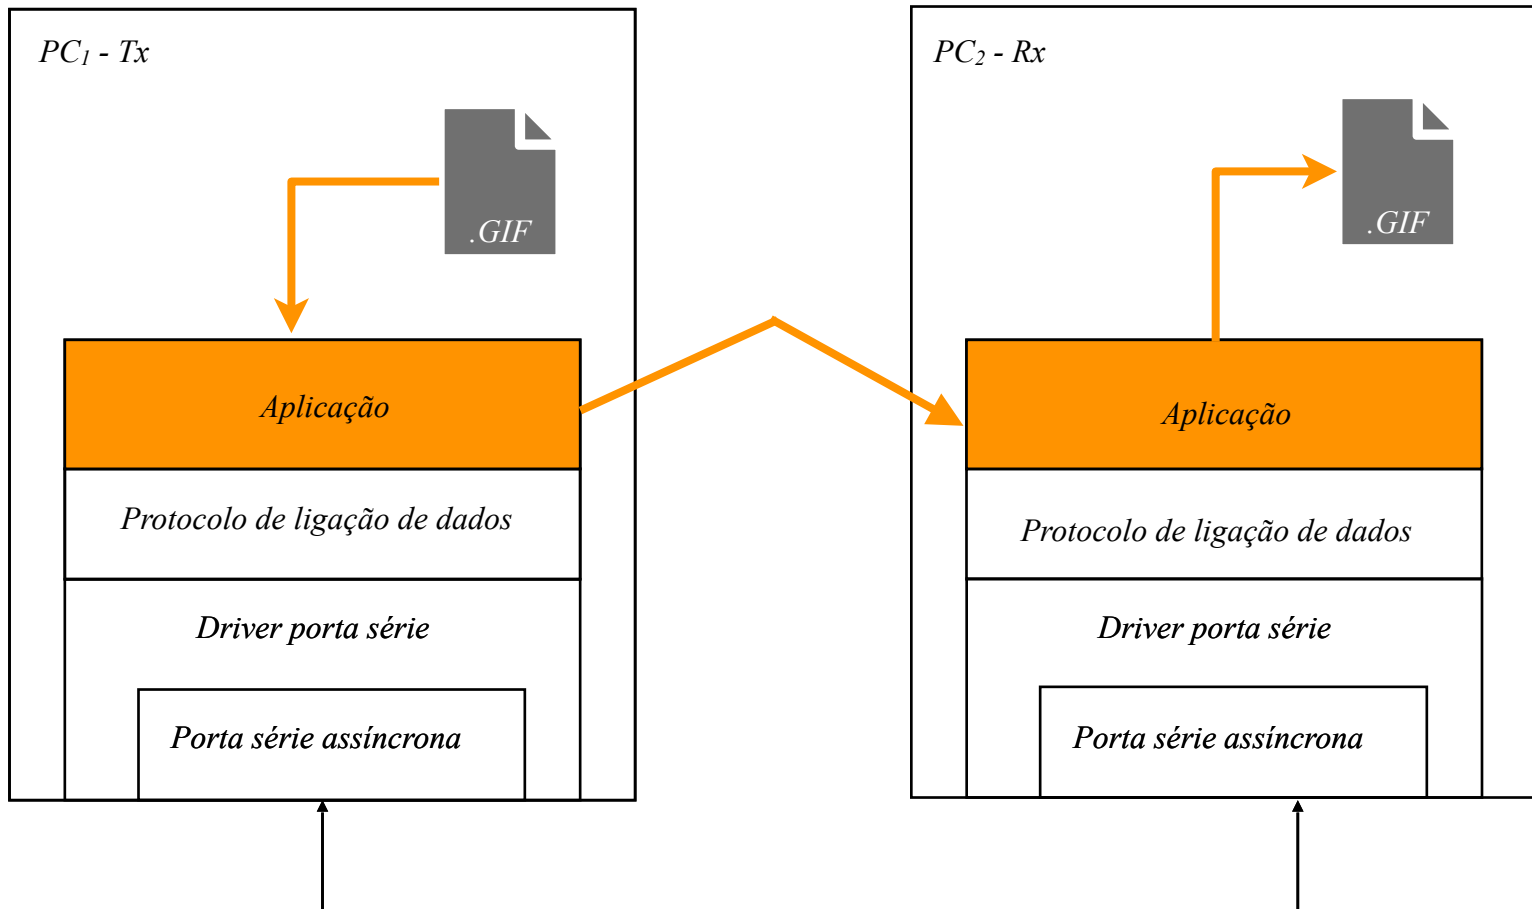 PC1 - Tx
.GIF
Aplicação
Protocolo de ligação de dados
Driver porta série
Porta série assíncrona
PC2 - Rx
.GIF
Aplicação
Protocolo de ligação de dados
Driver porta série
Porta série assíncrona